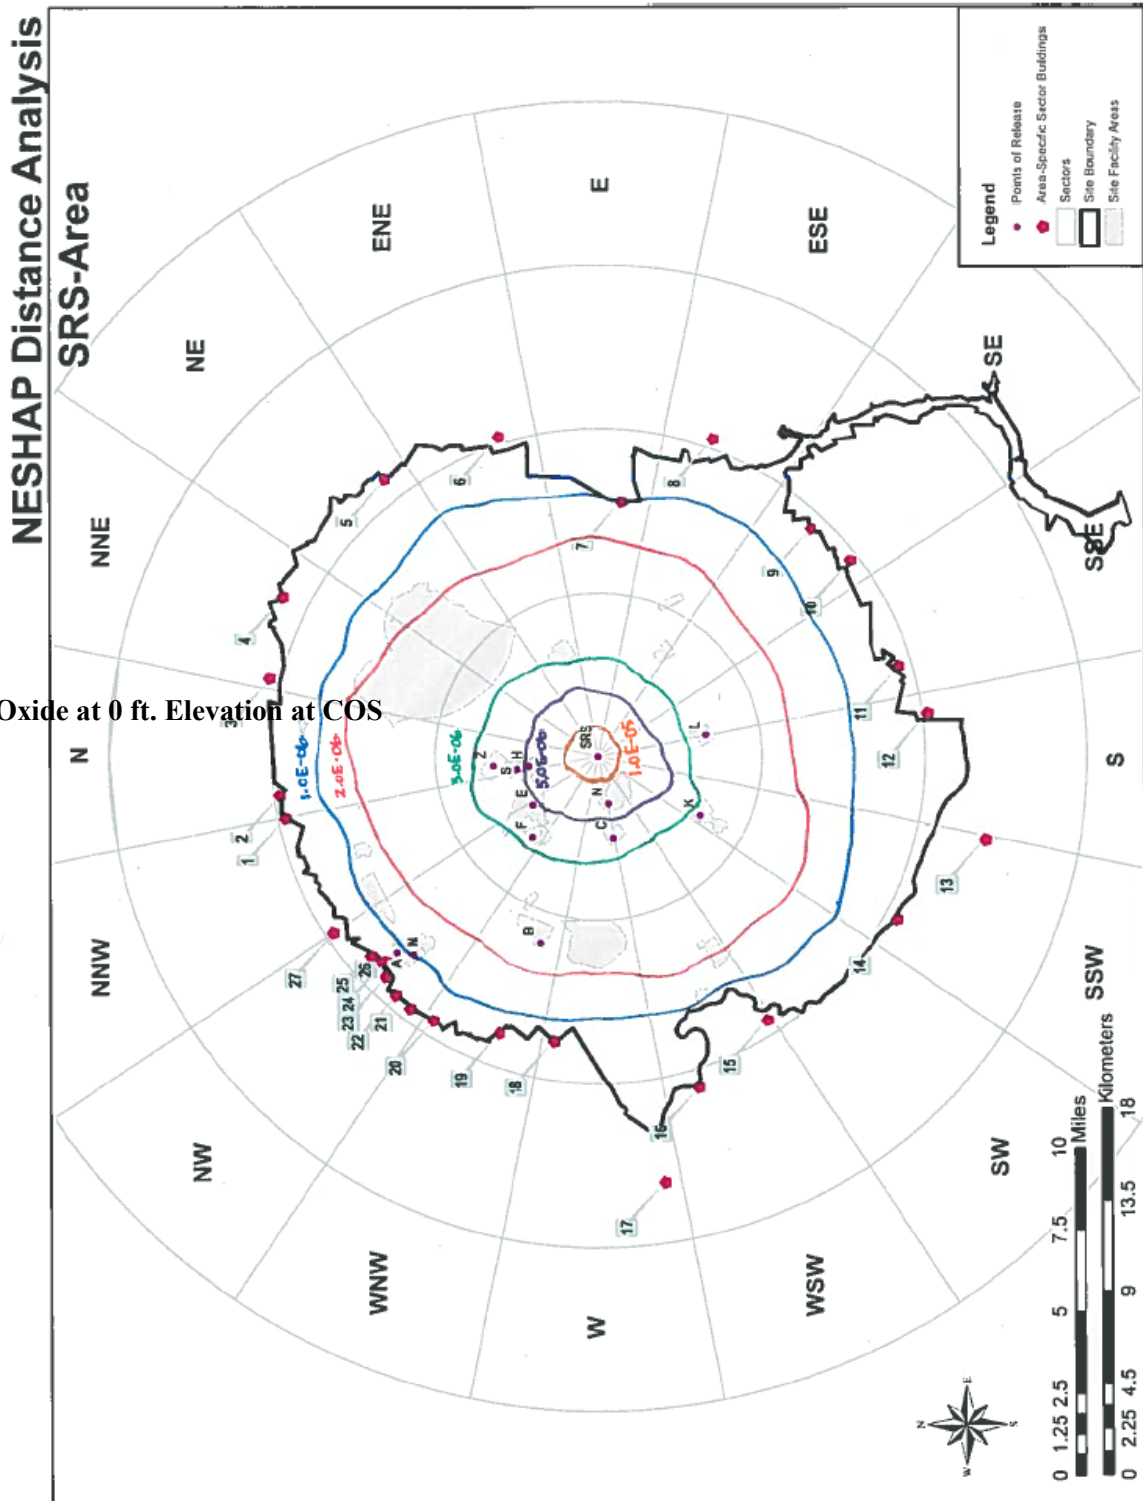 NESHAP Distance Analysis
SRS-Area
Oxide at 0 ft. Elevation at COS
N
NNE
NE
ENE
E
ESE
SE
SSE
S
SSW
SW
WSW
W
WNW
NW
NNW
1
2
3
4
5
6
7
8
9
10
11
12
13
14
15
16
17
18
19
20
21
22
23
24
25
26
27
1.0E-06
2.0E-06
3.0E-06
5.0E-06
1.0E-05
SRS
Z
S
H
E
F
N
C
K
L
B
A
M
Legend
Points of Release
Area-Specific Sector Buildings
Sectors
Site Boundary
Site Facility Areas
N
E
S
W
0 1.25 2.5 5 7.5 10
Miles
Kilometers
0 2.25 4.5 9 13.5 18